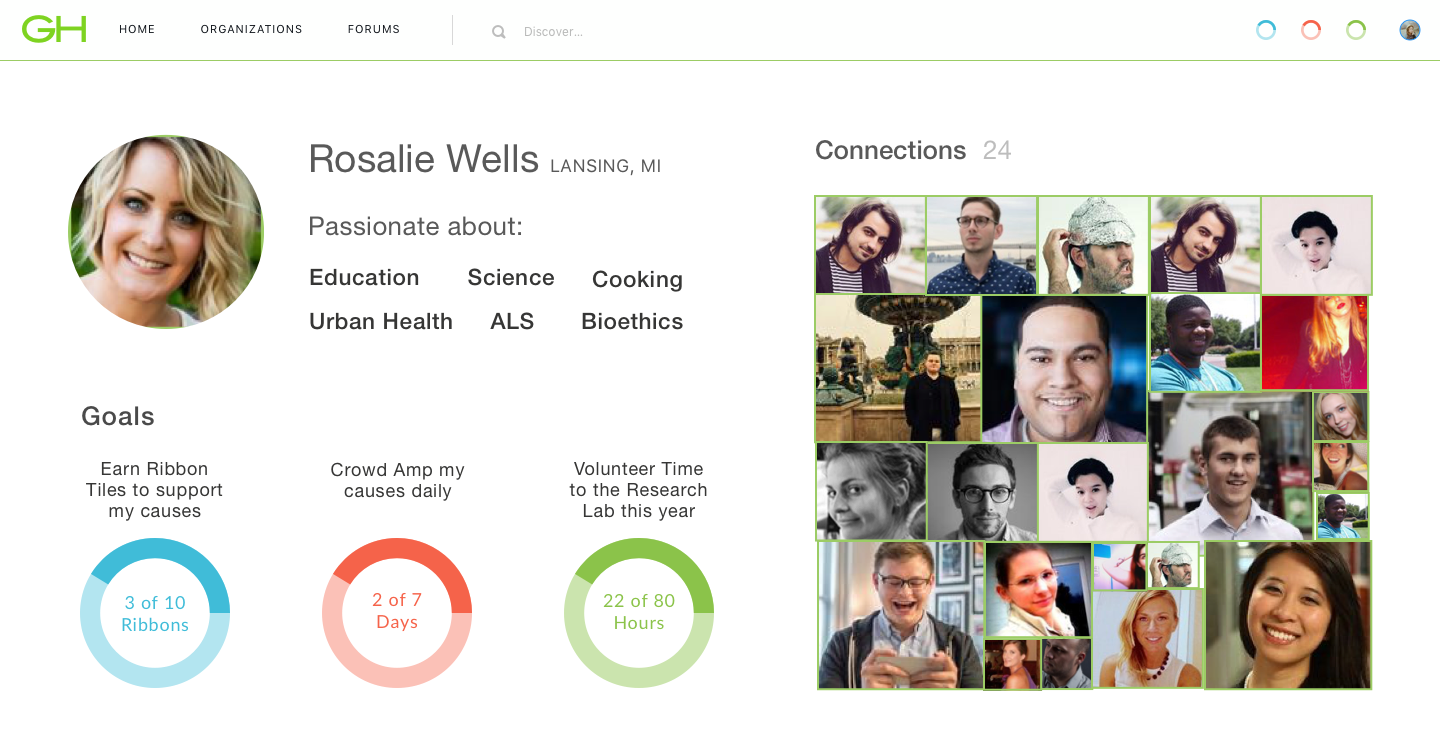 GH
HOME
ORGANIZATIONS
FORUMS
Discover...
Rosalie Wells LANSING, MI
Passionate about:
Education Science Cooking
Urban Health ALS Bioethics
Connections 24
Goals
Earn Ribbon
Tiles to support
my causes
3 of 10
Ribbons
Crowd Amp my
causes daily
2 of 7
Days
Volunteer Time
to the Research
Lab this year
22 of 80
Hours